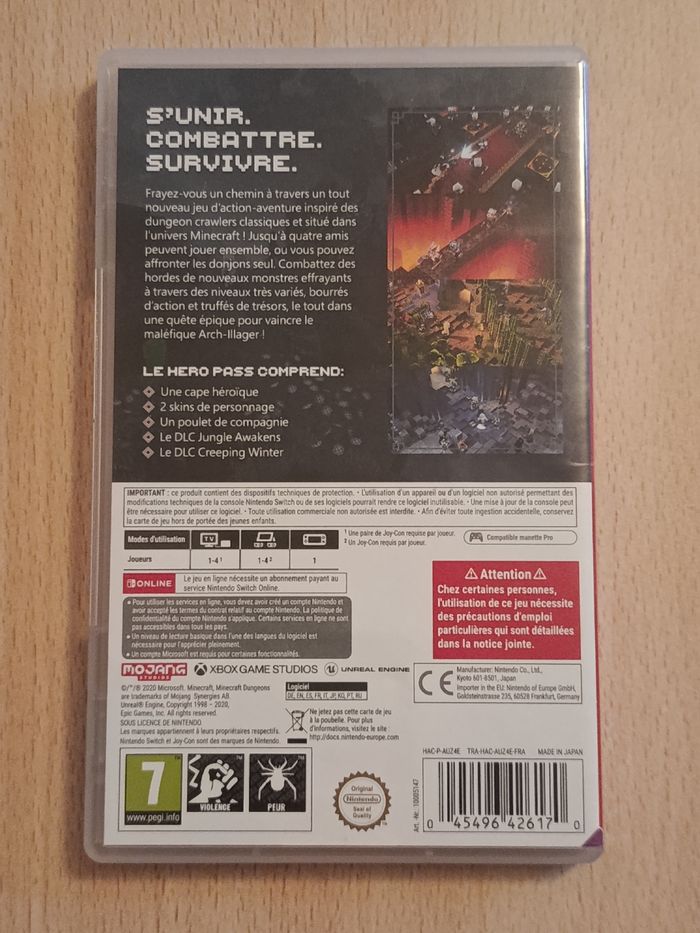 S'UNIR.
COMBATTRE.
SURVIVRE.
Frayez-vous un chemin à travers un tout
nouveau jeu d'action-aventure inspiré des
dungeon crawlers classiques et situé dans
l'univers Minecraft ! Jusqu'à quatre amis
peuvent jouer ensemble, ou vous pouvez
affronter les donjons seul. Combattez des
hordes de nouveaux monstres effrayants
à travers des niveaux très variés, bourrés
d'action et truffés de trésors, le tout dans
une quête épique pour vaincre le
maléfique Arch-Illager !
LE HERO PASS COMPREND:
Une cape héroïque
2 skins de personnage
Un poulet de compagnie
Le DLC Jungle Awakens
Le DLC Creeping Winter
IMPORTANT : ce produit contient des dispositifs techniques de protection. • L'utilisation d'un appareil ou d'un logiciel non autorisé permettant des
modifications techniques de la console Nintendo Switch ou de ses logiciels pourrait rendre ce logiciel inutilisable. • Une mise à jour de la console peut
être nécessaire pour utiliser ce logiciel. • Toute utilisation commerciale non autorisée est interdite. • Afin d'éviter toute ingestion accidentelle, conservez
la carte de jeu hors de portée des jeunes enfants.
Modes d'utilisation TV
Joueurs 1-4¹ 1-4² 1
¹ Une paire de Joy-Con requise par joueur.
² Un Joy-Con requis par joueur.
Compatible manette Pro
ONLINE
Le jeu en ligne nécessite un abonnement payant au
service Nintendo Switch Online.
• Pour utiliser les services en ligne, vous devez avoir créé un compte Nintendo et
avoir accepté les termes du contrat relatif au compte Nintendo. La politique de
confidentialité du compte Nintendo s'applique. Certains services en ligne ne sont
pas accessibles dans tous les pays.
• Un niveau de lecture basique dans l'une des langues du logiciel est
nécessaire pour l'apprécier pleinement.
• Un compte Microsoft est requis pour certaines fonctionnalités.
⚠ Attention ⚠
Chez certaines personnes,
l'utilisation de ce jeu nécessite
des précautions d'emploi
particulières qui sont détaillées
dans la notice jointe.
MOJANG
STUDIOS
XBOX GAME STUDIOS
UNREAL ENGINE
©/™/® 2020 Microsoft. Minecraft, Minecraft Dungeons
are trademarks of Mojang Synergies AB.
Unreal® Engine, Copyright 1998 – 2020,
Epic Games, Inc. All rights reserved.
SOUS LICENCE DE NINTENDO.
Les marques appartiennent à leurs propriétaires respectifs.
Nintendo Switch et Joy-Con sont des marques de Nintendo.
Logiciel
DE, EN, ES, FR, IT, JP, KO, PT, RU
Ne jetez pas cette carte de jeu
à la poubelle. Pour plus
d'informations, visitez le site :
http://docs.nintendo-europe.com
CE
Manufacturer: Nintendo Co., Ltd.,
Kyoto 601-8501, Japan
Importer in the EU: Nintendo of Europe GmbH,
Goldsteinstrasse 235, 60528 Frankfurt, Germany
HAC-P-AUZ4E TRA-HAC-AUZ4E-FRA MADE IN JAPAN
7
www.pegi.info
VIOLENCE
PEUR
Original
Nintendo
Seal of
Quality
Art.-Nr. 10005147
0 45496 42617 0